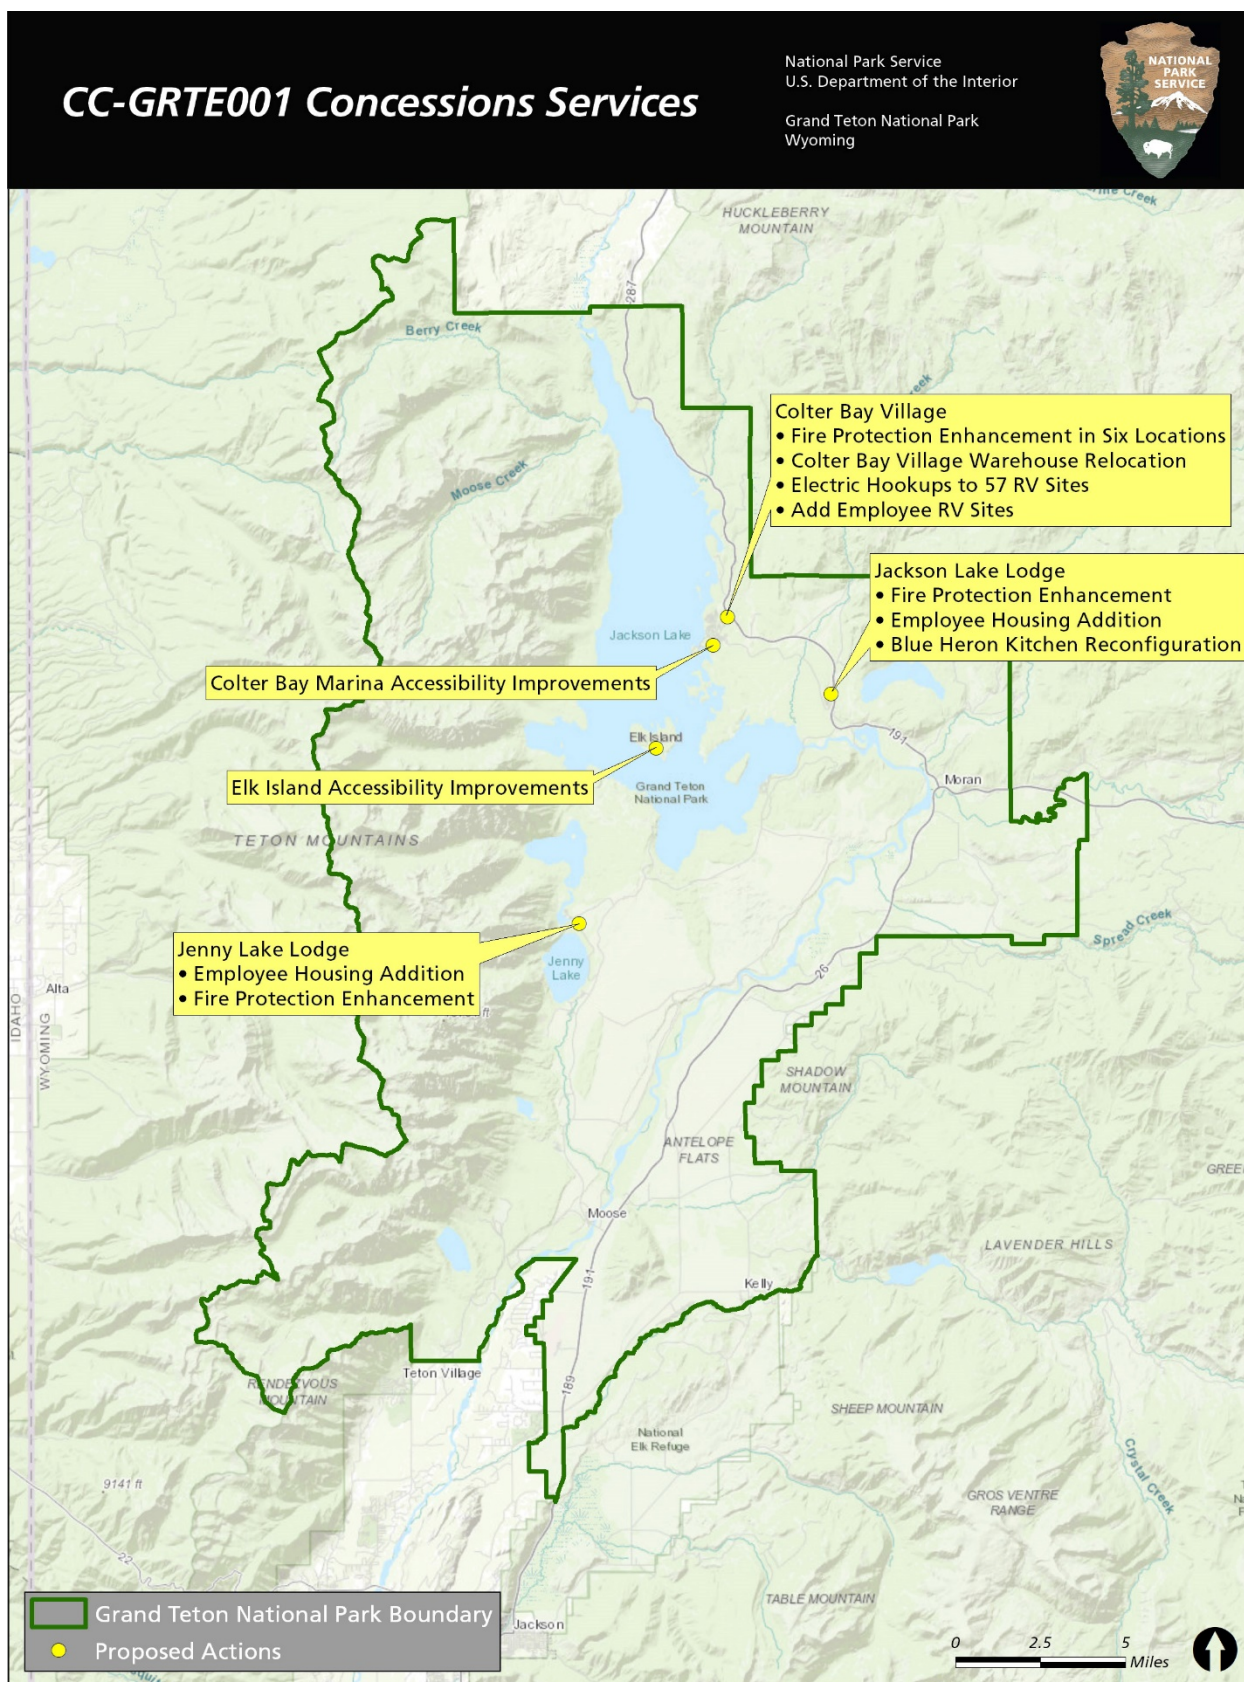 CC-GRTE001 Concessions Services
National Park Service
U.S. Department of the Interior
Grand Teton National Park
Wyoming
NATIONAL
PARK
SERVICE
HUCKLEBERRY
MOUNTAIN
287
Berry Creek
Moose Creek
Colter Bay Village
• Fire Protection Enhancement in Six Locations
• Colter Bay Village Warehouse Relocation
• Electric Hookups to 57 RV Sites
• Add Employee RV Sites
Jackson Lake Lodge
• Fire Protection Enhancement
• Employee Housing Addition
• Blue Heron Kitchen Reconfiguration
Jackson Lake
Colter Bay Marina Accessibility Improvements
Elk Island
Elk Island Accessibility Improvements
Grand Teton
National Park
191
Moran
TETON MOUNTAINS
Spread Creek
Jenny Lake Lodge
• Employee Housing Addition
• Fire Protection Enhancement
Jenny
Lake
26
Alta
IDAHO
WYOMING
SHADOW
MOUNTAIN
ANTELOPE
FLATS
Moose
LAVENDER HILLS
Kelly
191
Teton Village
RENDEZVOUS
MOUNTAIN
189
SHEEP MOUNTAIN
National
Elk Refuge
Crystal Creek
9141 ft
GROS VENTRE
RANGE
22
TABLE MOUNTAIN
Jackson
Grand Teton National Park Boundary
Proposed Actions
0 2.5 5
Miles